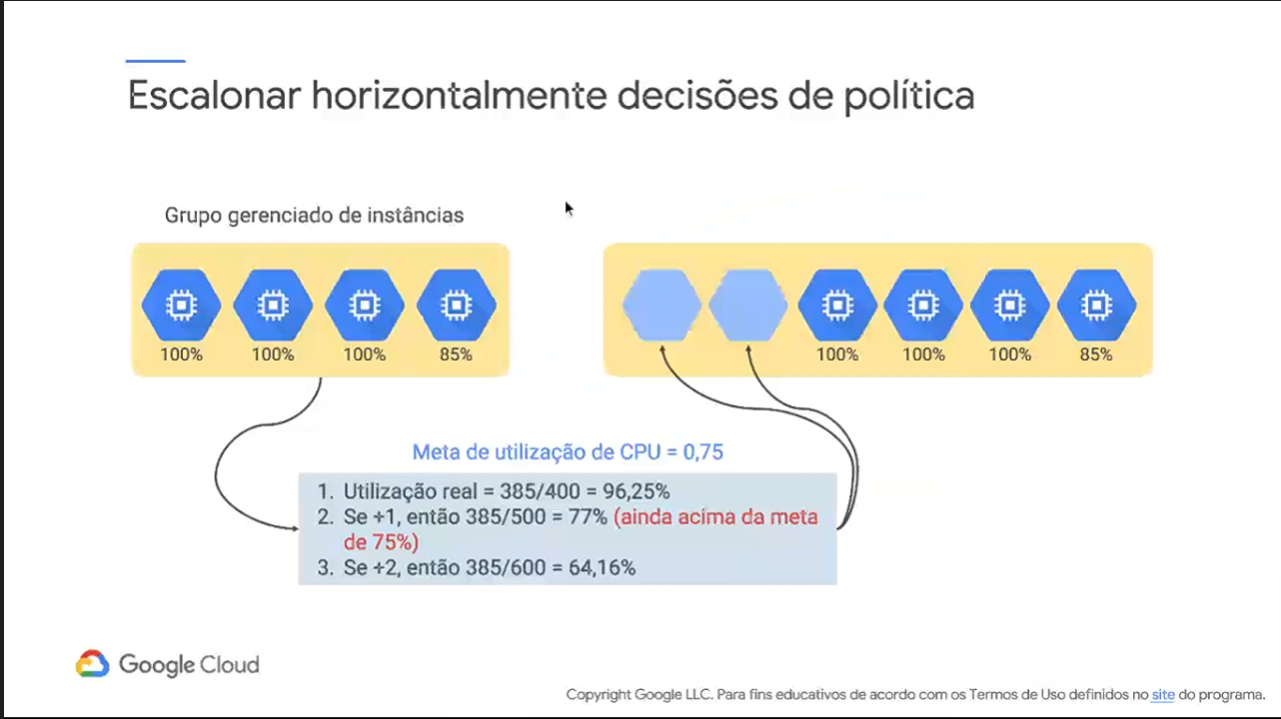 Escalonar horizontalmente decisões de política
Grupo gerenciado de instâncias
100% 100% 100% 85%
100% 100% 100% 85%
Meta de utilização de CPU = 0,75
1. Utilização real = 385/400 = 96,25%
2. Se +1, então 385/500 = 77% (ainda acima da meta
de 75%)
3. Se +2, então 385/600 = 64,16%
Google Cloud
Copyright Google LLC. Para fins educativos de acordo com os Termos de Uso definidos no site do programa.